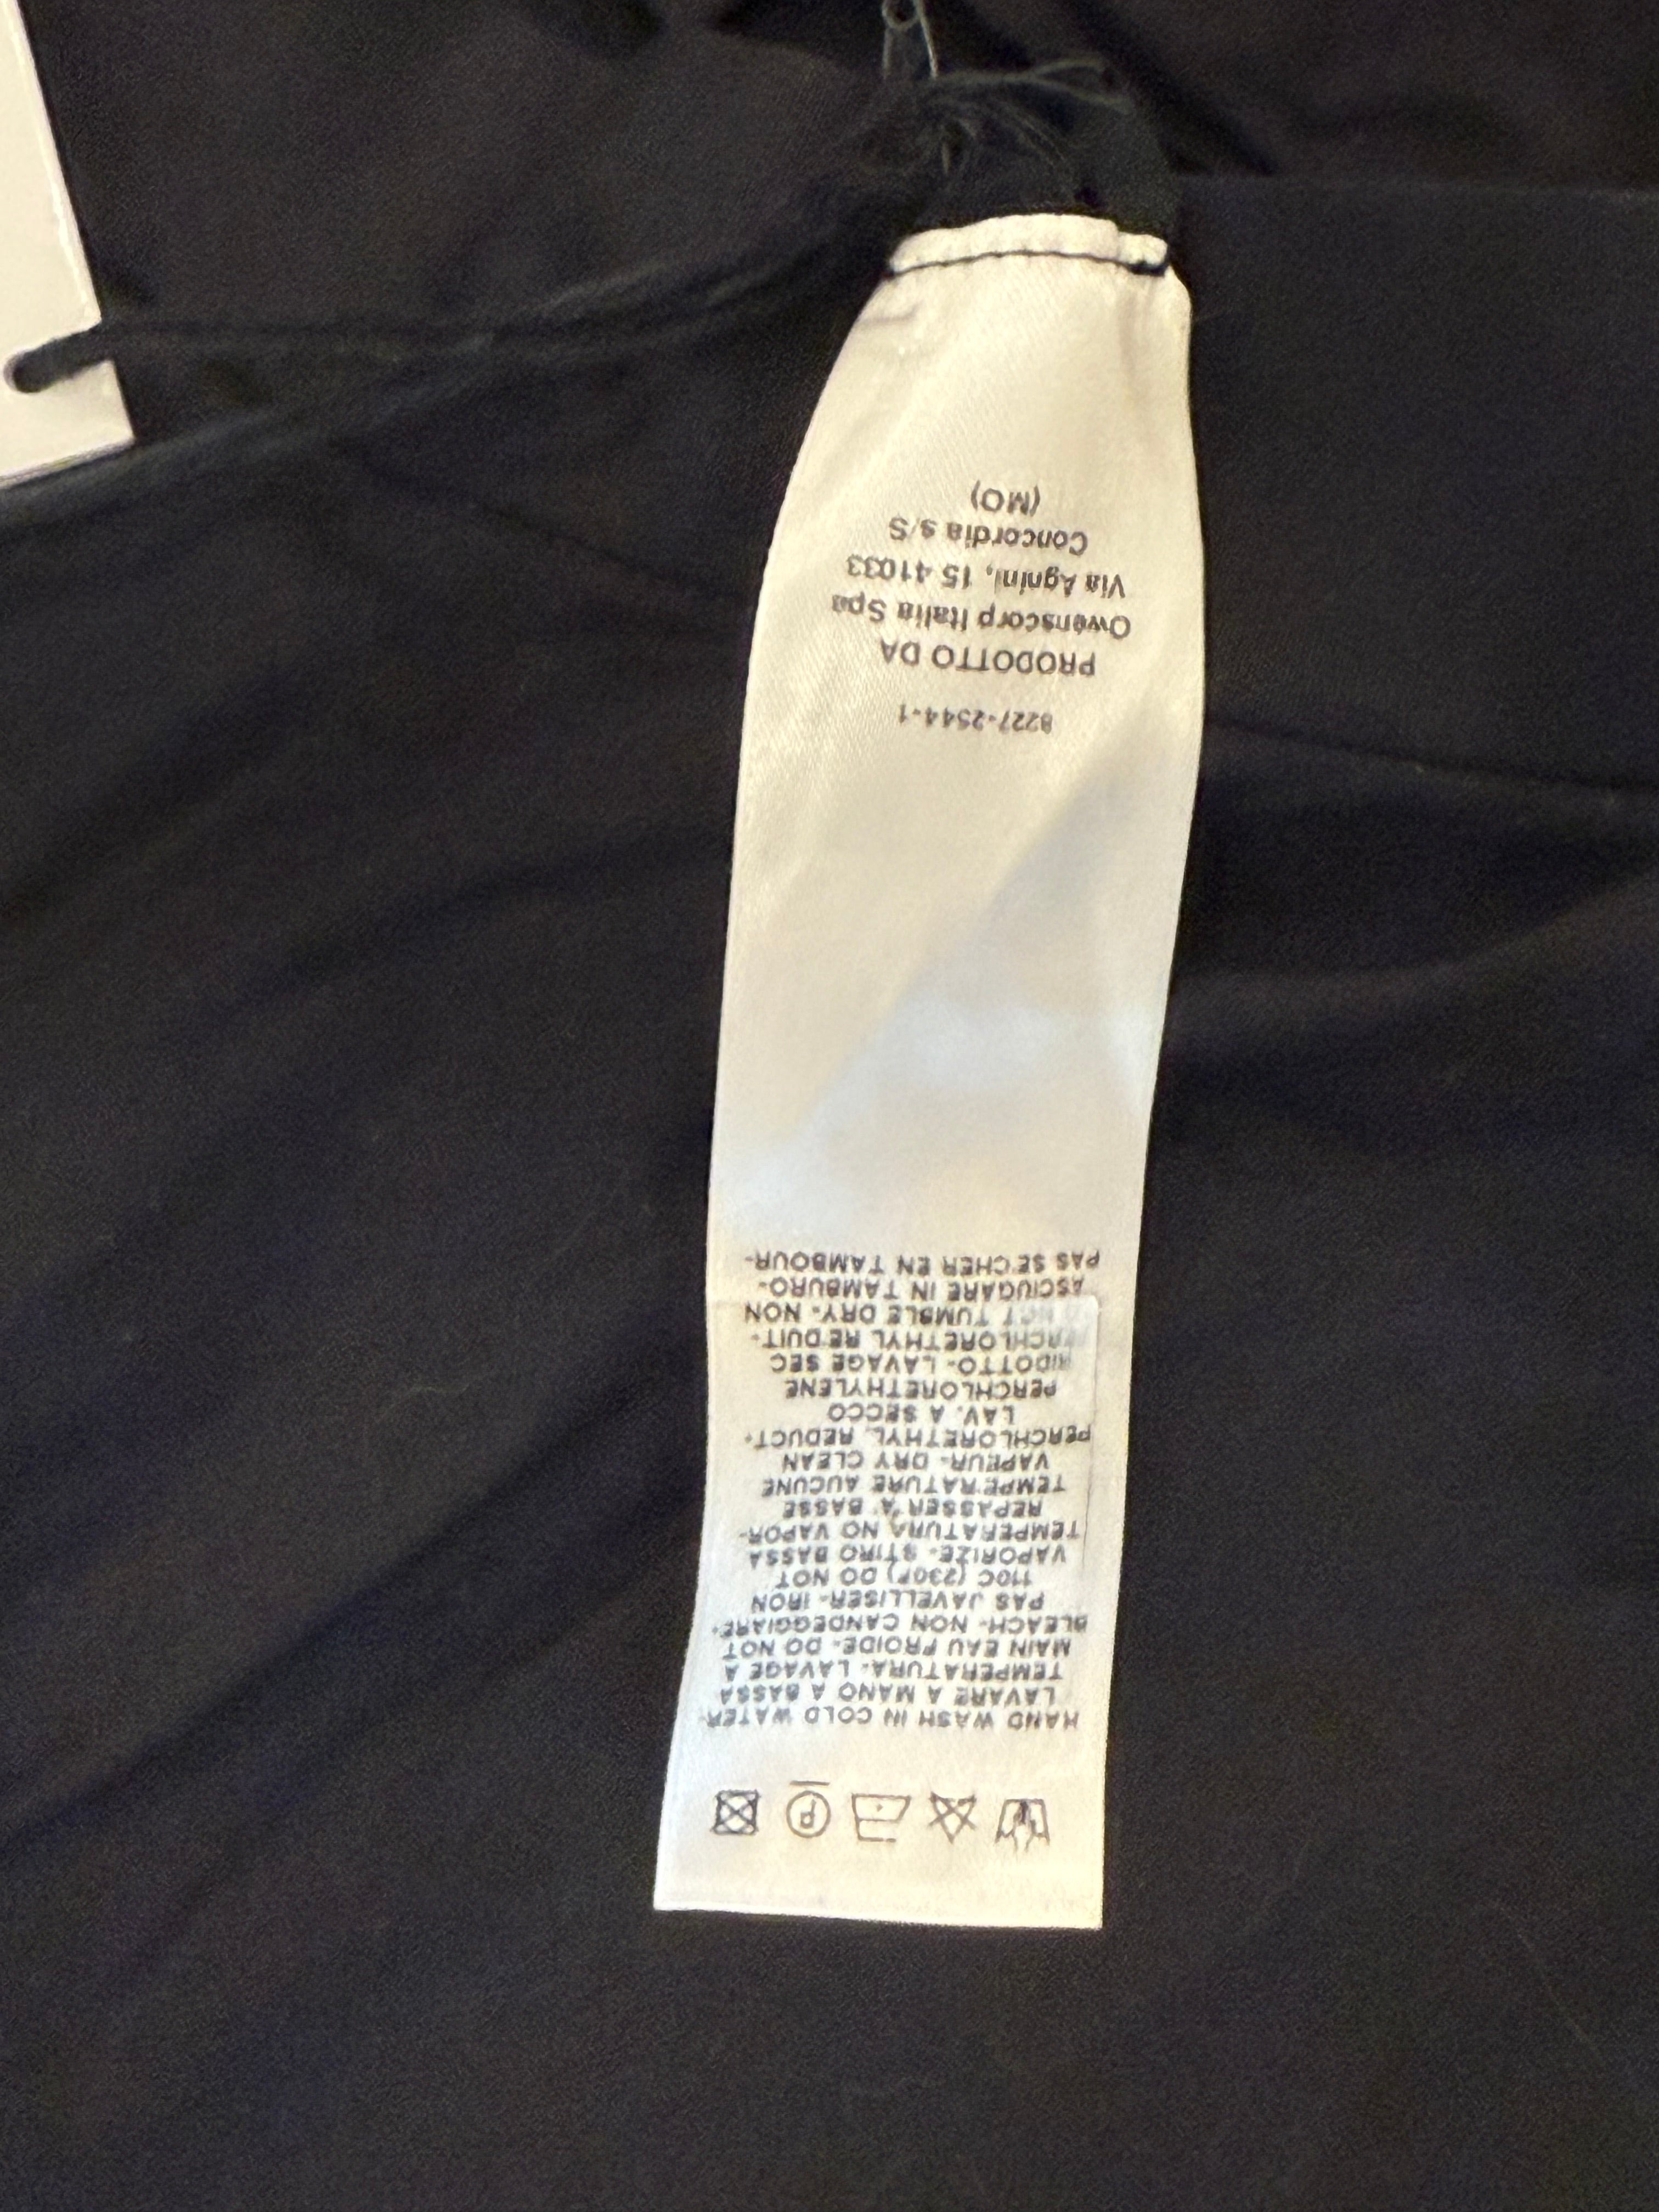 HAND WASH IN COLD WATER-
LAVARE A MANO A BASSA
TEMPERATURA- LAVAGE A
MAIN EAU FROIDE- DO NOT
BLEACH- NON CANDEGGIARE-
PAS JAVELLISER- IRON
110C (230F) DO NOT
VAPORIZE- STIRO BASSA
TEMPERATURA NO VAPOR-
REPASSER A' BASSE
TEMPERATURE AUCUNE
VAPEUR- DRY CLEAN
PERCHLORETHYL. REDUCT-
LAV. A SECCO
PERCHLORETHYLENE
RIDOTTO- LAVAGE SEC
PERCHLORETHYL REDUIT-
DO NOT TUMBLE DRY- NON
ASCIUGARE IN TAMBURO-
PAS SECHER EN TAMBOUR-
8227-2544-1
PRODOTTO DA
Owenscorp Italia Spa
Via Agnini, 15 41033
Concordia s/S
(MO)